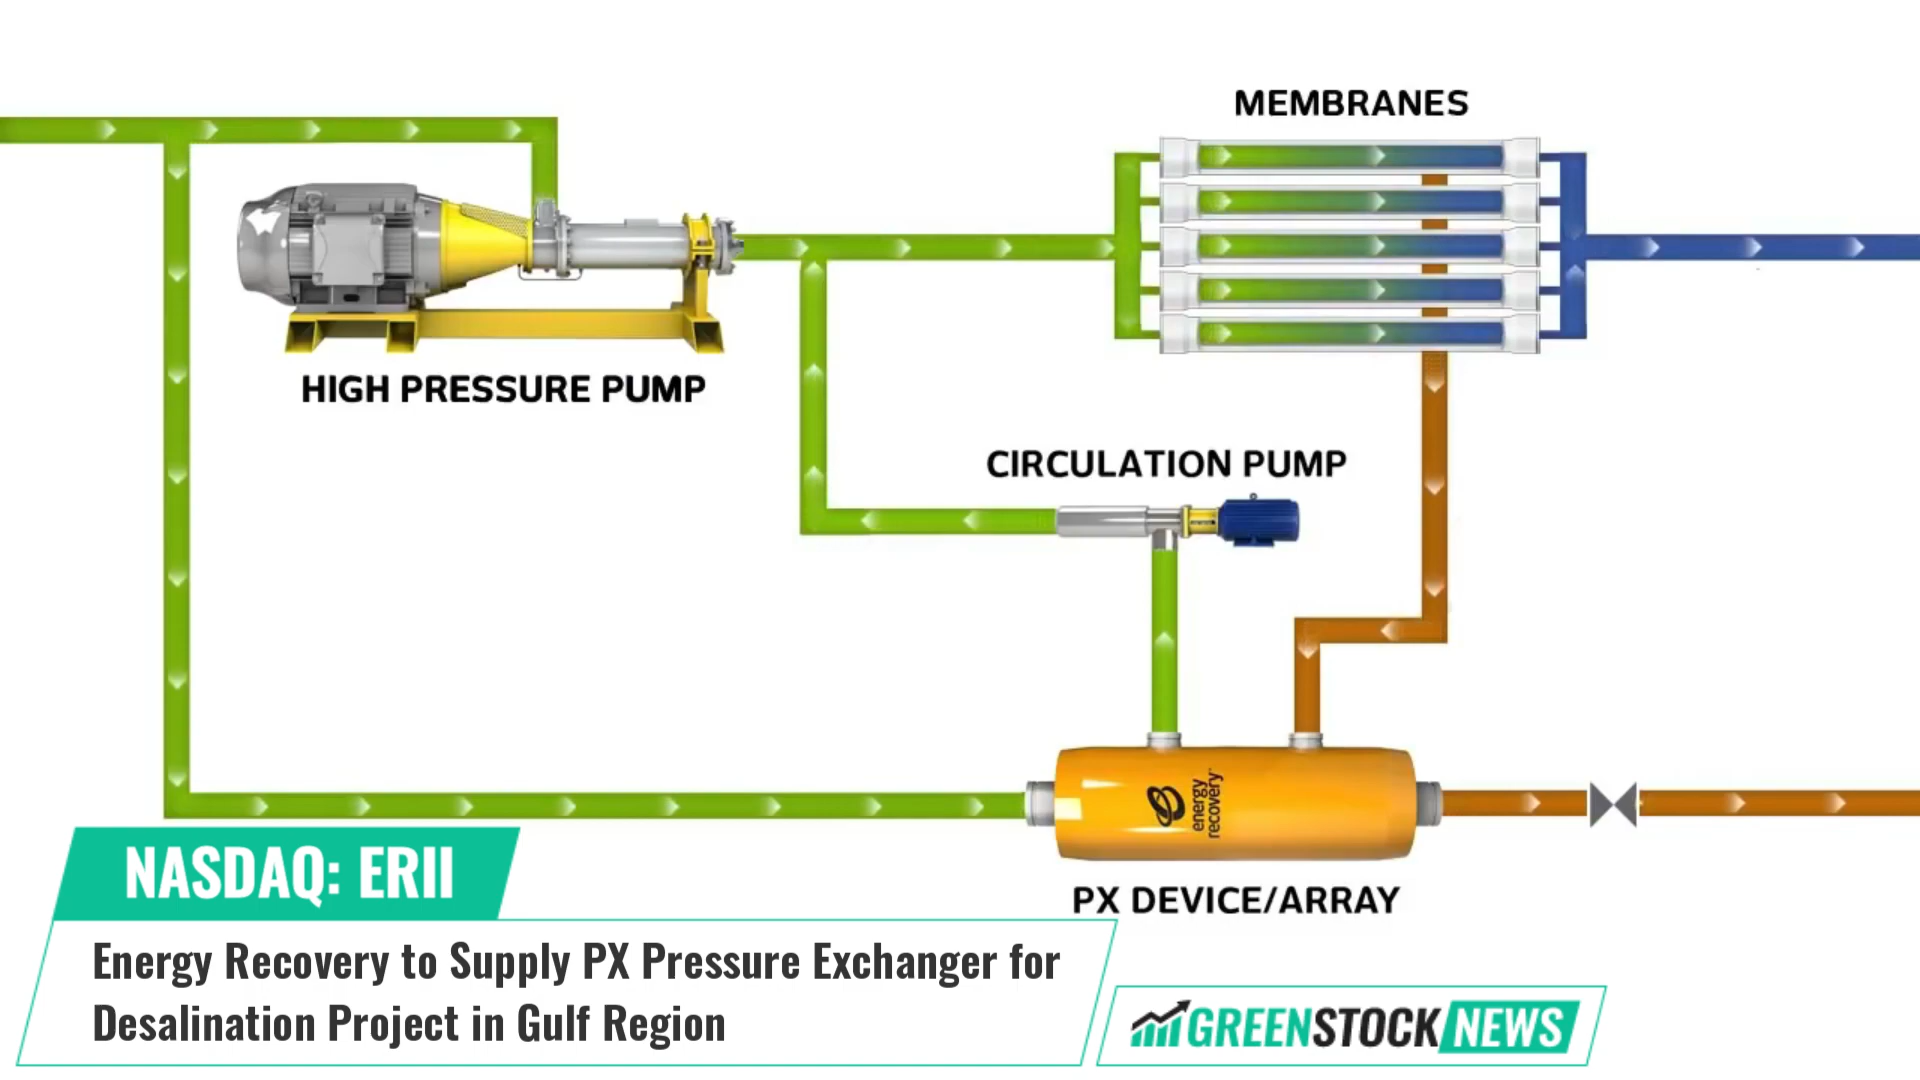 MEMBRANES
HIGH PRESSURE PUMP
CIRCULATION PUMP
energy
recovery
PX DEVICE/ARRAY
NASDAQ: ERII
Energy Recovery to Supply PX Pressure Exchanger for
Desalination Project in Gulf Region
GREENSTOCK NEWS